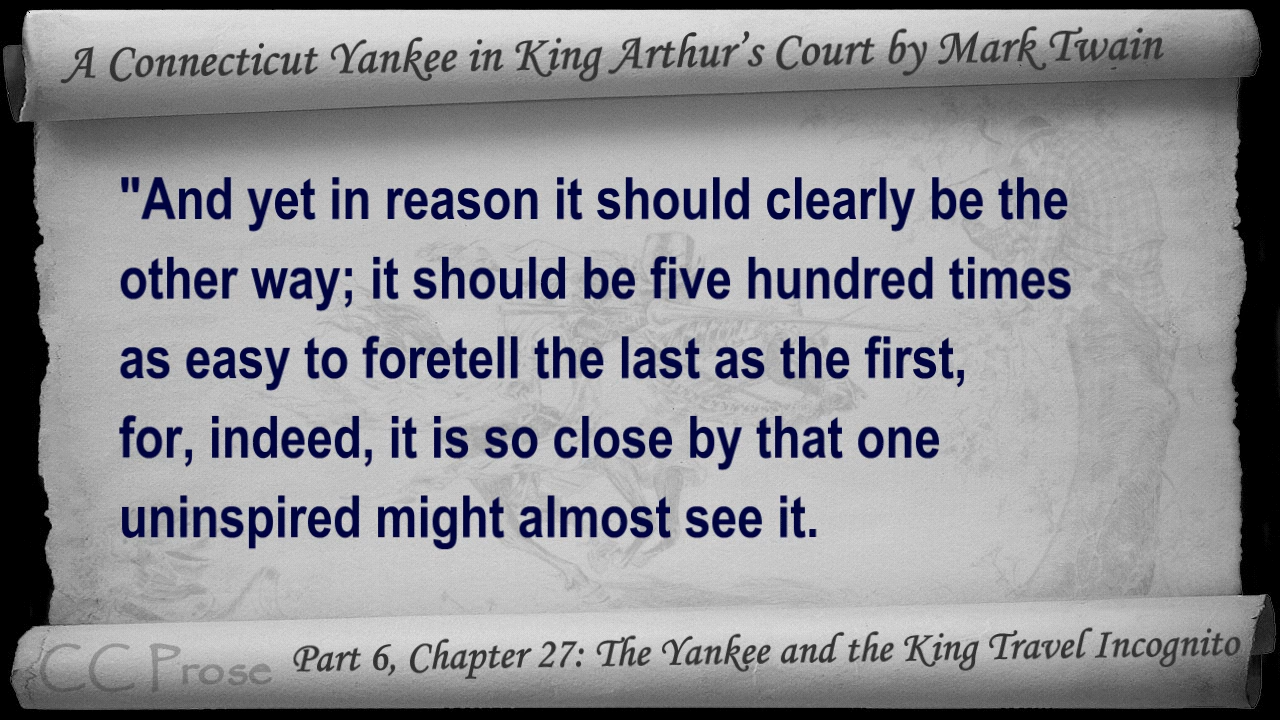 A Connecticut Yankee in King Arthur's Court by Mark Twain
"And yet in reason it should clearly be the
other way; it should be five hundred times
as easy to foretell the last as the first,
for, indeed, it is so close by that one
uninspired might almost see it.
CC Prose
Part 6, Chapter 27: The Yankee and the King Travel Incognito